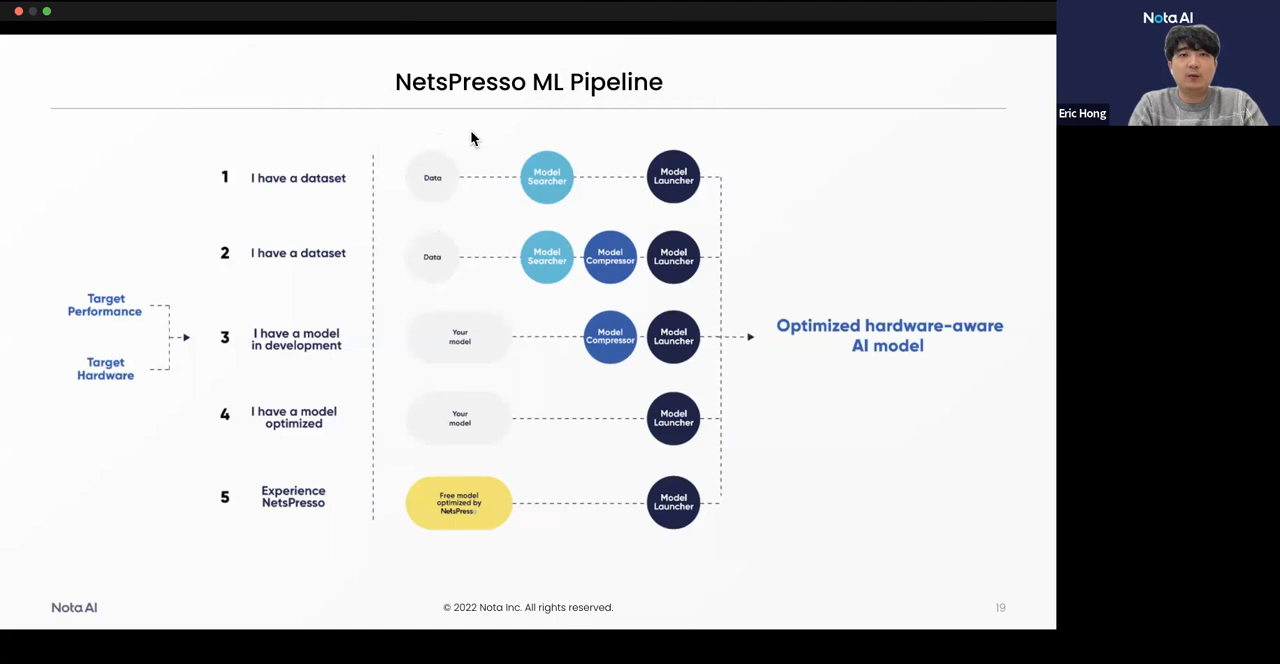 NetsPresso ML Pipeline
Nota AI
Eric Hong
Target
Performance
Target
Hardware
1
I have a dataset
Data
Model
Searcher
Model
Launcher
2
I have a dataset
Data
Model
Searcher
Model
Compressor
Model
Launcher
3
I have a model
in development
Your
model
Model
Compressor
Model
Launcher
4
I have a model
optimized
Your
model
Model
Launcher
5
Experience
NetsPresso
Free model
optimized by
NetsPresso
Model
Launcher
Optimized hardware-aware
AI model
Nota AI
© 2022 Nota Inc. All rights reserved.
19